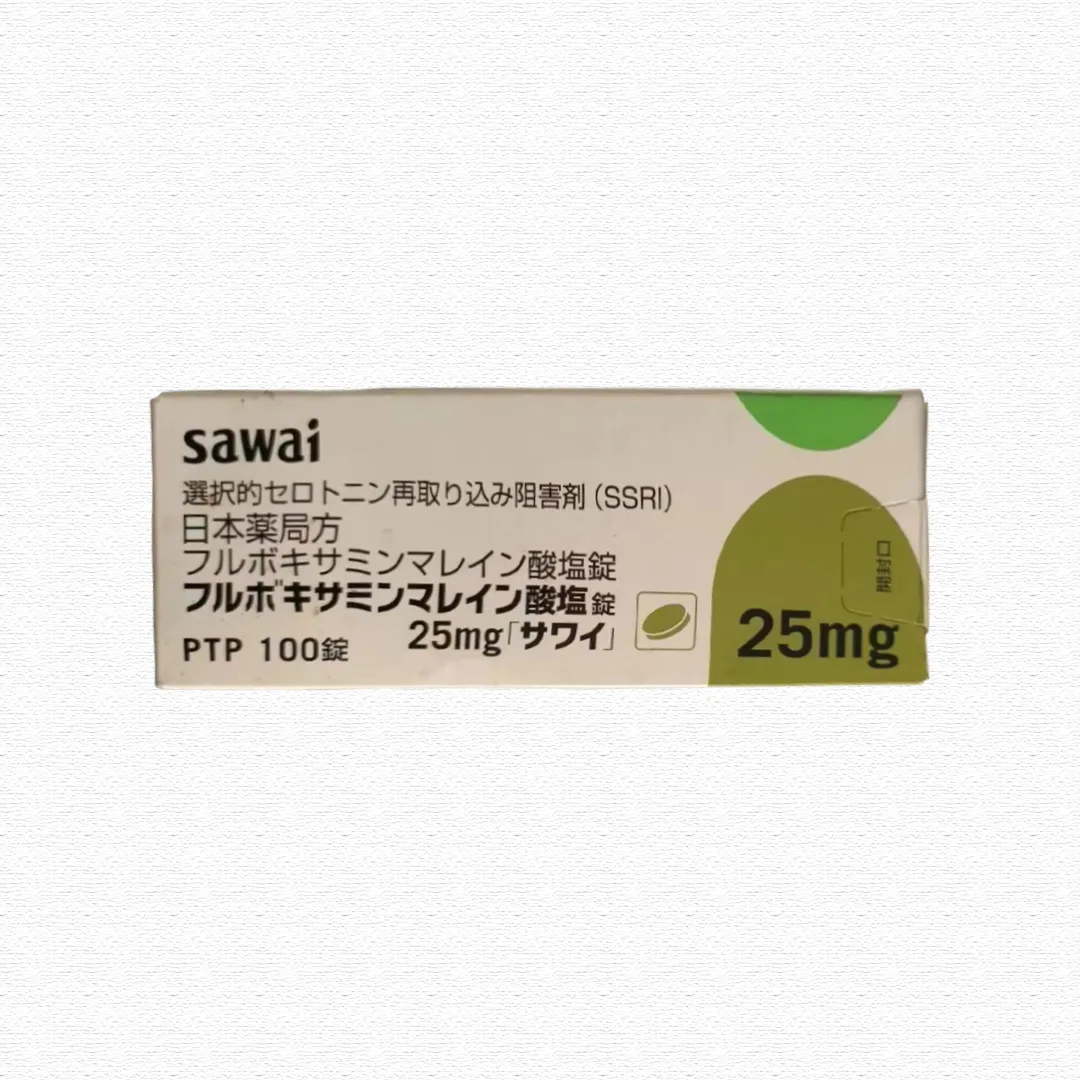 sawai
選択的セロトニン再取り込み阻害剤(SSRI)
日本薬局方
フルボキサミンマレイン酸塩錠
フルボキサミンマレイン酸塩錠
25mg「サワイ」
PTP 100錠
25mg
開封口